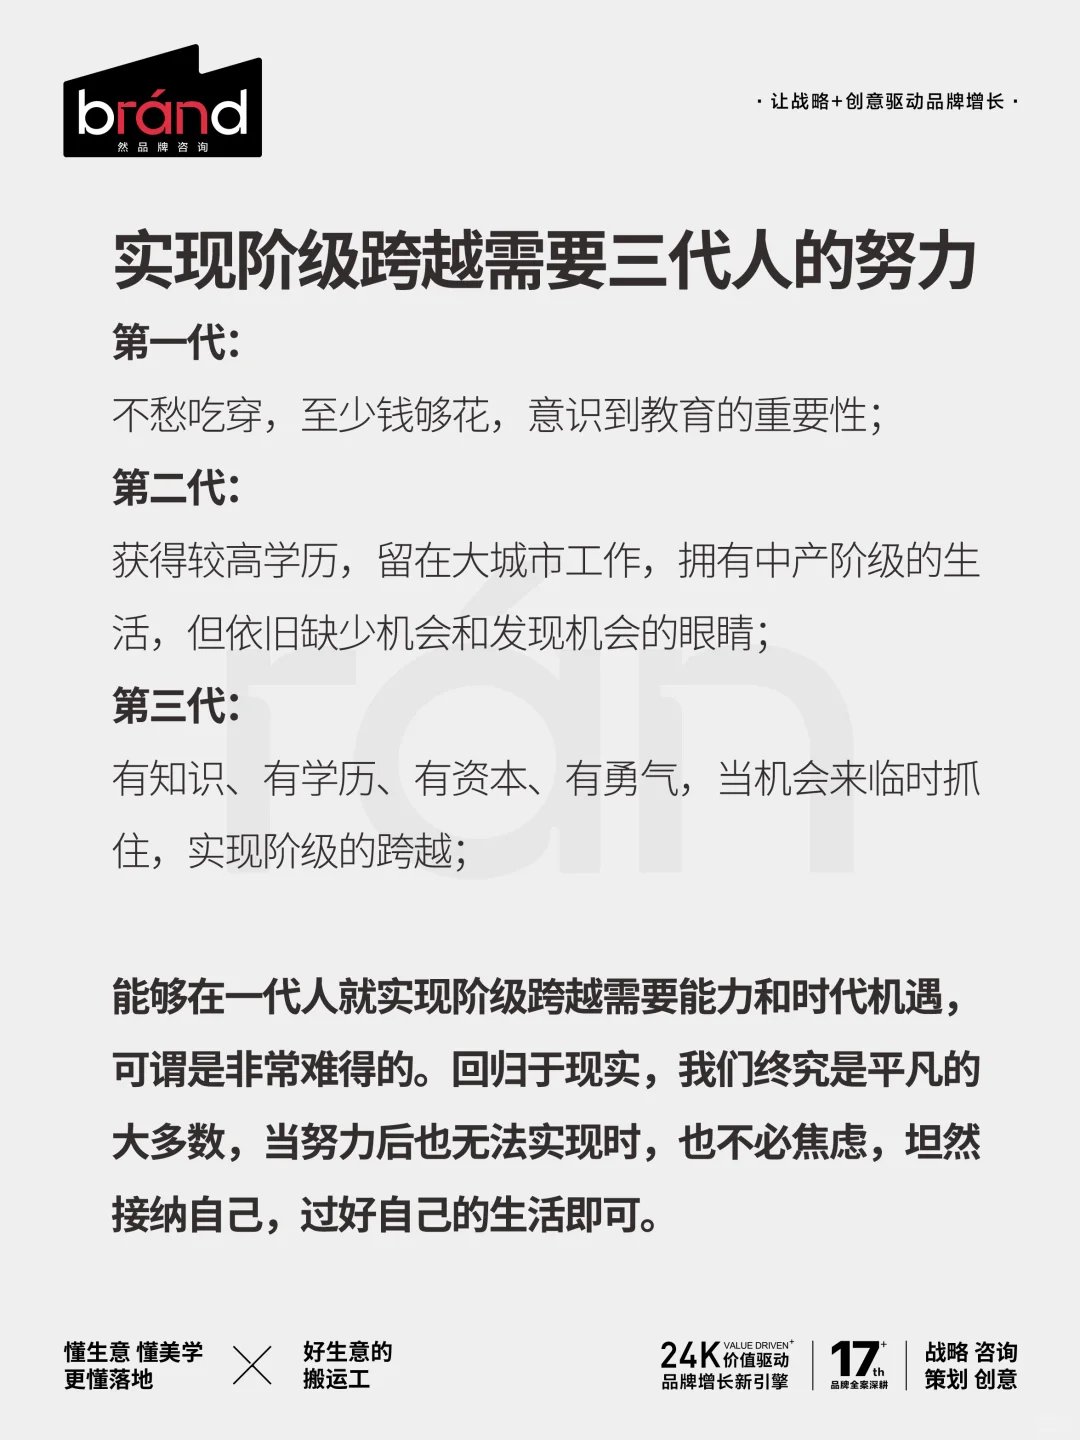 bránd
然品牌咨询
· 让战略+创意驱动品牌增长 ·
实现阶级跨越需要三代人的努力
第一代：
不愁吃穿，至少钱够花，意识到教育的重要性；
第二代：
获得较高学历，留在大城市工作，拥有中产阶级的生
活，但依旧缺少机会和发现机会的眼睛；
第三代：
有知识、有学历、有资本、有勇气，当机会来临时抓
住，实现阶级的跨越；
rán
能够在一代人就实现阶级跨越需要能力和时代机遇，
可谓是非常难得的。回归于现实，我们终究是平凡的
大多数，当努力后也无法实现时，也不必焦虑，坦然
接纳自己，过好自己的生活即可。
懂生意 懂美学
更懂落地
好生意的
搬运工
24K VALUE DRIVEN+
价值驱动
品牌增长新引擎
17+th
品牌全案深耕
战略 咨询
策划 创意